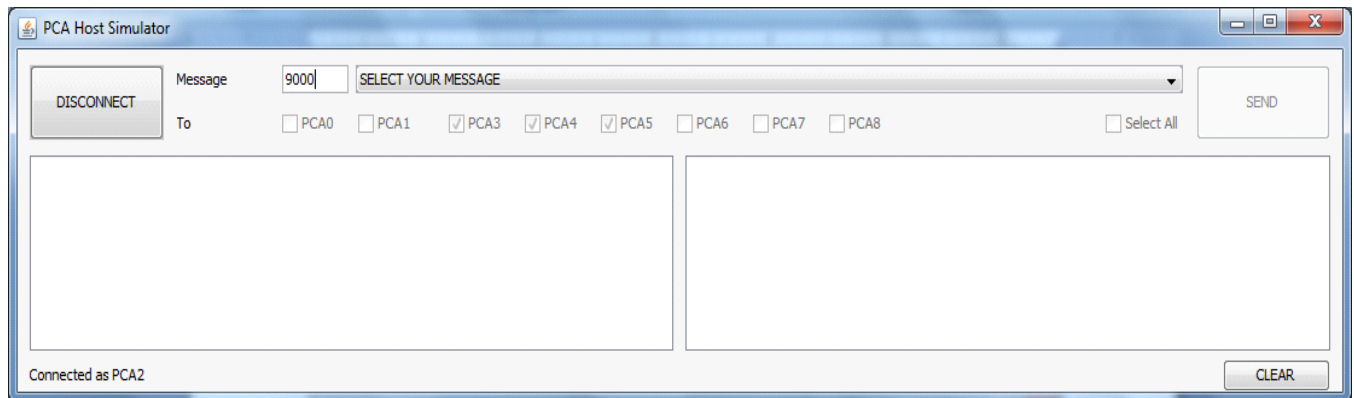 PCA Host Simulator
DISCONNECT
Message 9000 SELECT YOUR MESSAGE
To PCA0 PCA1 PCA3 PCA4 PCA5 PCA6 PCA7 PCA8 Select All
SEND
Connected as PCA2
CLEAR